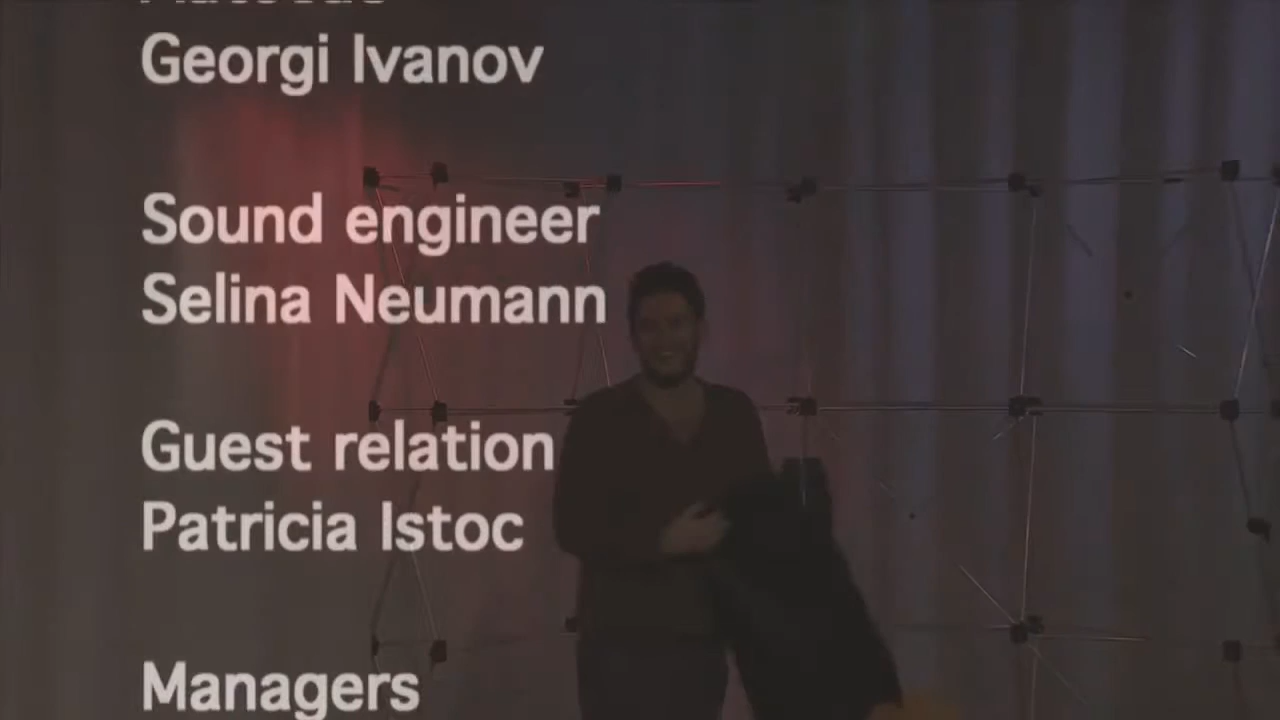 Georgi Ivanov
Sound engineer
Selina Neumann
Guest relation
Patricia Istoc
Managers